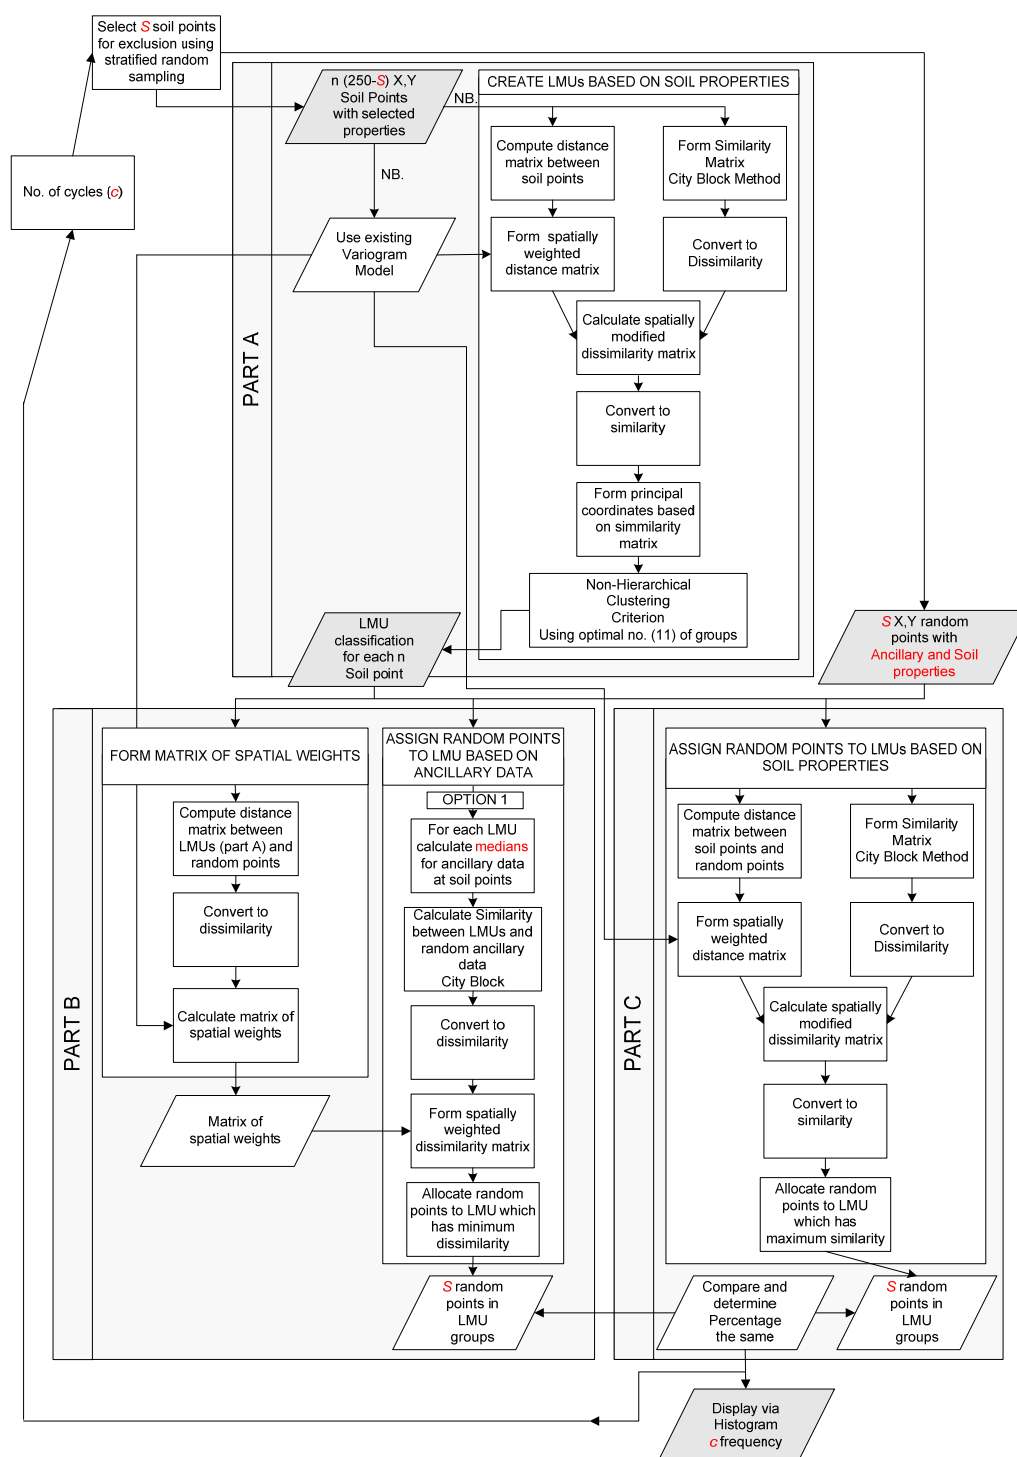 Select S soil points
for exclusion using
stratified random
sampling
n (250-S) X,Y
Soil Points
with selected
properties
NB.
NB.
CREATE LMUs BASED ON SOIL PROPERTIES
Compute distance
matrix between
soil points
Form Similarity
Matrix
City Block Method
No. of cycles (c)
Use existing
Variogram
Model
Form spatially
weighted
distance matrix
Convert to
Dissimilarity
PART A
Calculate spatially
modified
dissimilarity matrix
Convert to
similarity
Form principal
coordinates based
on simmilarity
matrix
Non-Hierarchical
Clustering
Criterion
Using optimal no. (11) of groups
LMU
classification
for each n
Soil point
S X,Y random
points with
Ancillary and Soil
properties
PART B
FORM MATRIX OF SPATIAL WEIGHTS
Compute distance
matrix between
LMUs (part A) and
random points
Convert to
dissimilarity
Calculate matrix of
spatial weights
Matrix of
spatial weights
ASSIGN RANDOM POINTS
TO LMU BASED ON
ANCILLARY DATA
OPTION 1
For each LMU
calculate medians
for ancillary data
at soil points
Calculate Similarity
between LMUs and
random ancillary
data
City Block
Convert to
dissimilarity
Form spatially
weighted
dissimilarity matrix
Allocate random
points to LMU which
has minimum
dissimilarity
S random
points in
LMU
groups
PART C
ASSIGN RANDOM POINTS TO LMUs BASED ON
SOIL PROPERTIES
Compute distance
matrix between
soil points and
random points
Form Similarity
Matrix
City Block Method
Form spatially
weighted
distance matrix
Convert to
Dissimilarity
Calculate spatially
modified
dissimilarity matrix
Convert to
similarity
Allocate random
points to LMU
which has
maximum similarity
Compare and
determine
Percentage
the same
S random
points in
LMU
groups
Display via
Histogram
c frequency